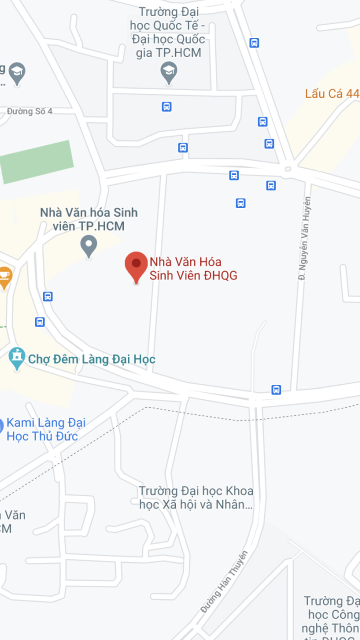 Trường Đại
học Quốc Tế -
Đại học Quốc
gia TP.HCM
Lẩu Cá 44
Đường Số 4
Nhà Văn hóa Sinh
viên TP.HCM
Đ. Nguyễn Văn Huyên
Nhà Văn Hóa
Sinh Viên ĐHQG
Chợ Đêm Làng Đại Học
Kami Làng Đại
Học Thủ Đức
Trường Đại học Khoa
học Xã hội và Nhân...
Văn
CM
Đường Hàn Thuyên
Trường Đạ
học Công
nghệ Thôn